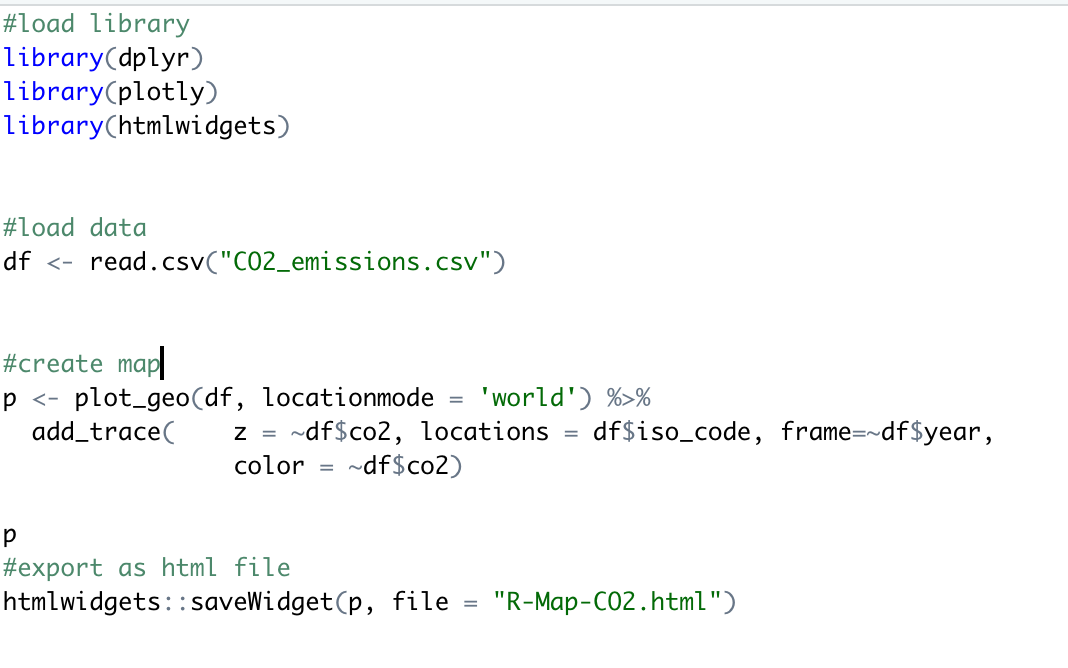 #load library
library(dplyr)
library(plotly)
library(htmlwidgets)
#load data
df <- read.csv("CO2_emissions.csv")
#create map
p <- plot_geo(df, locationmode = 'world') %>%
  add_trace(    z = ~df$co2, locations = df$iso_code, frame=~df$year,
                color = ~df$co2)
p
#export as html file
htmlwidgets::saveWidget(p, file = "R-Map-CO2.html")